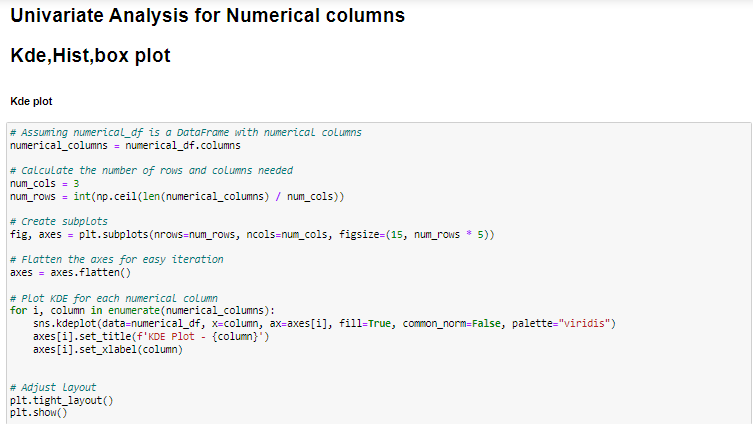 Univariate Analysis for Numerical columns
Kde,Hist,box plot
Kde plot
# Assuming numerical_df is a DataFrame with numerical columns
numerical_columns = numerical_df.columns
# Calculate the number of rows and columns needed
num_cols = 3
num_rows = int(np.ceil(len(numerical_columns) / num_cols))
# Create subplots
fig, axes = plt.subplots(nrows=num_rows, ncols=num_cols, figsize=(15, num_rows * 5))
# Flatten the axes for easy iteration
axes = axes.flatten()
# Plot KDE for each numerical column
for i, column in enumerate(numerical_columns):
    sns.kdeplot(data=numerical_df, x=column, ax=axes[i], fill=True, common_norm=False, palette="viridis")
    axes[i].set_title(f'KDE Plot - {column}')
    axes[i].set_xlabel(column)
# Adjust layout
plt.tight_layout()
plt.show()